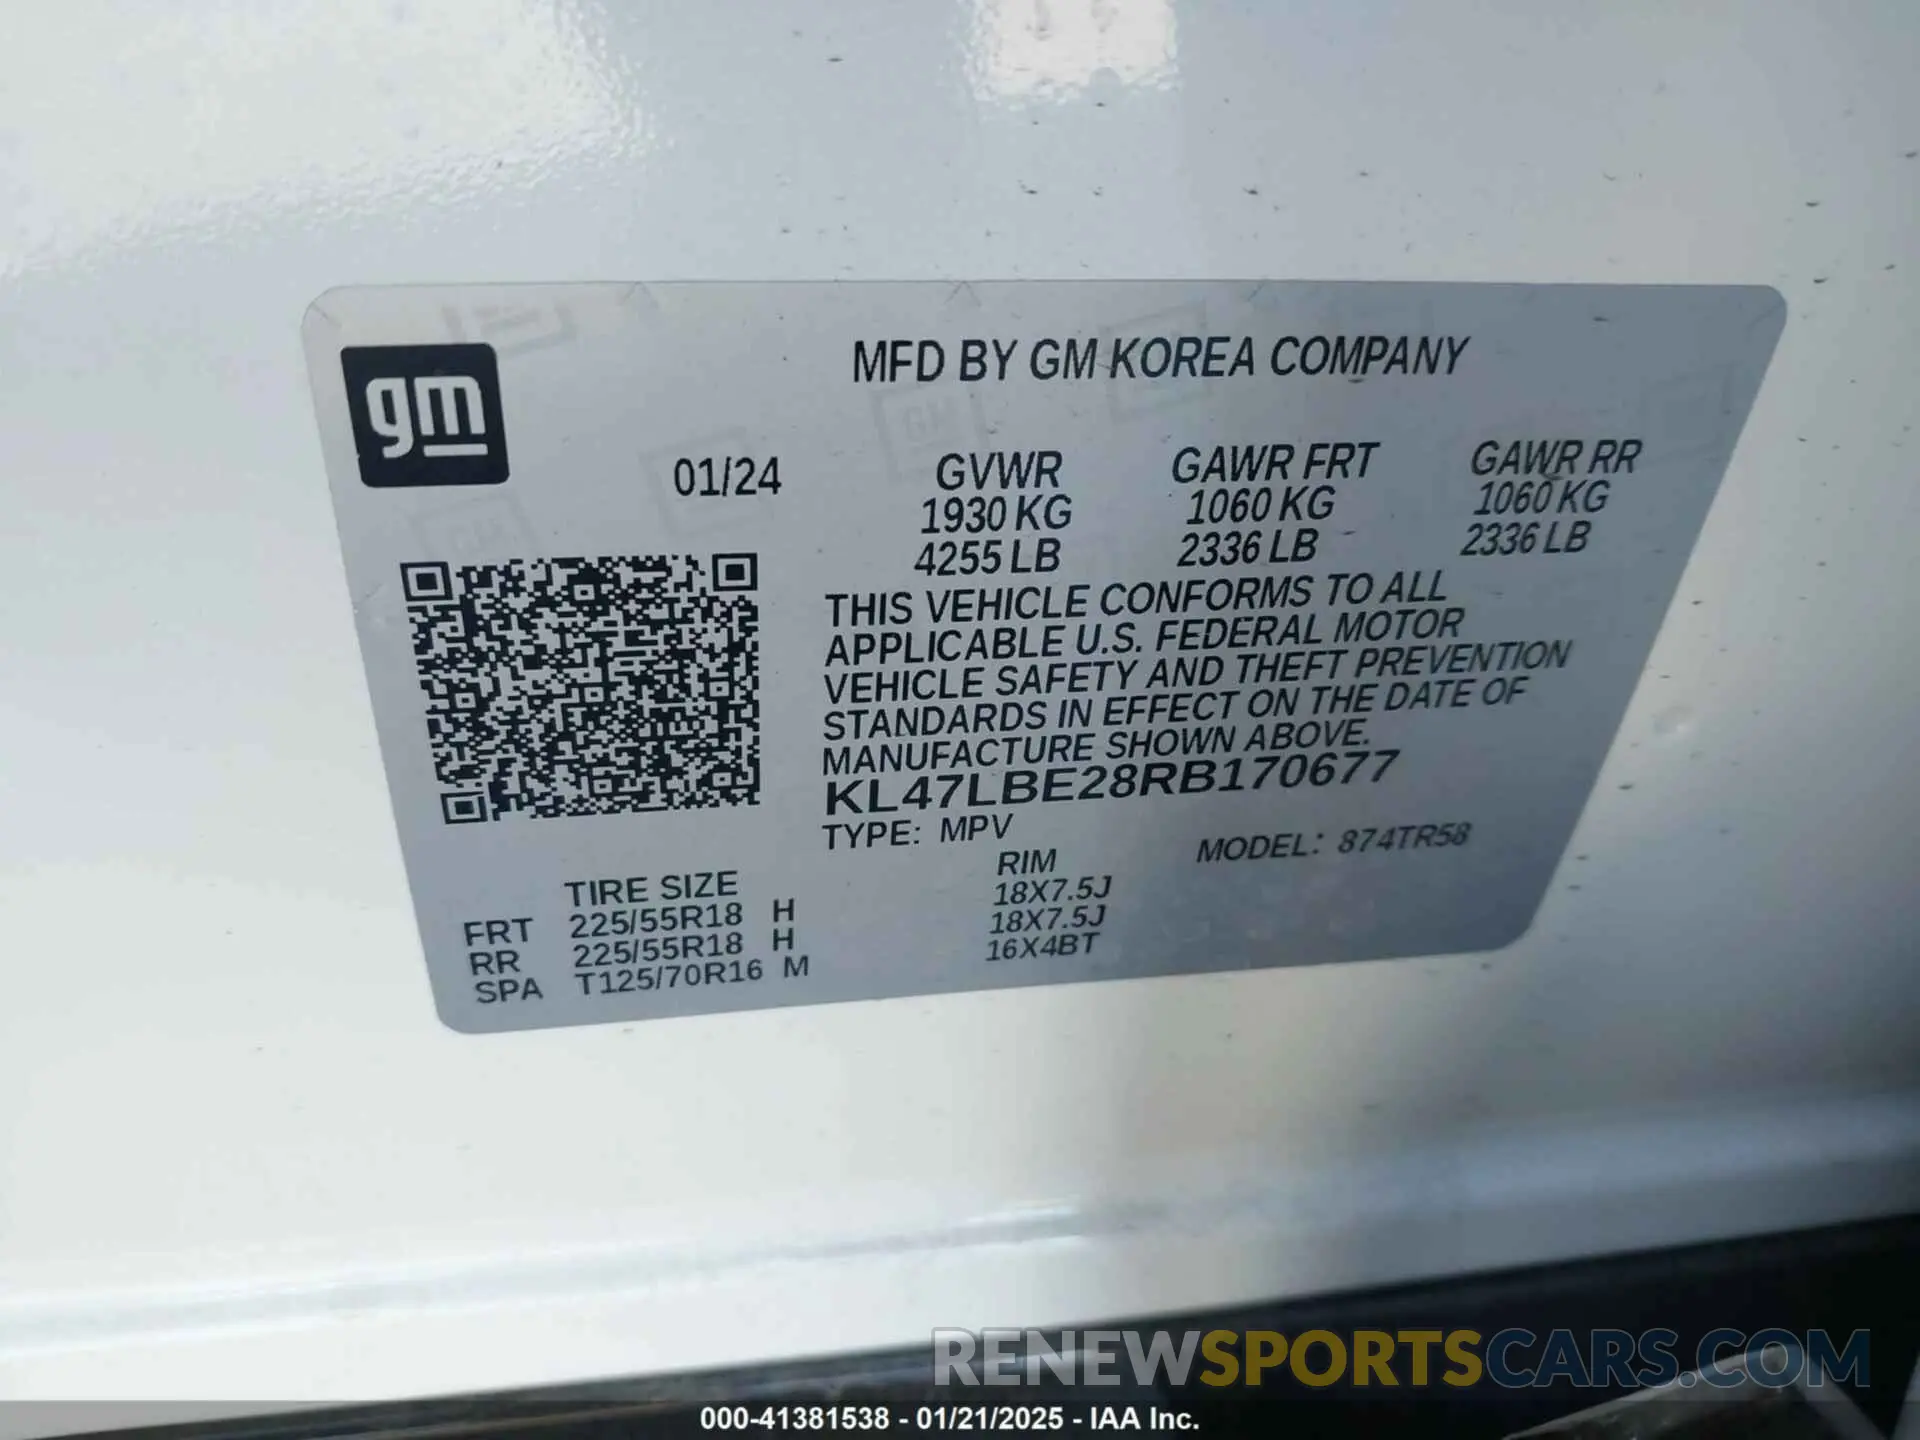 MFD BY GM KOREA COMPANY
gm
01/24 GVWR GAWR FRT GAWR RR
1930 KG 1060 KG 1060 KG
4255 LB 2336 LB 2336 LB
THIS VEHICLE CONFORMS TO ALL
APPLICABLE U.S. FEDERAL MOTOR
VEHICLE SAFETY AND THEFT PREVENTION
STANDARDS IN EFFECT ON THE DATE OF
MANUFACTURE SHOWN ABOVE.
KL47LBE28RB170677
TYPE: MPV MODEL: 874TR58
TIRE SIZE RIM
FRT 225/55R18 H 18X7.5J
RR 225/55R18 H 18X7.5J
SPA T125/70R16 M 16X4BT
RENEWSPORTSCARS.COM
000-41381538 - 01/21/2025 - IAA Inc.